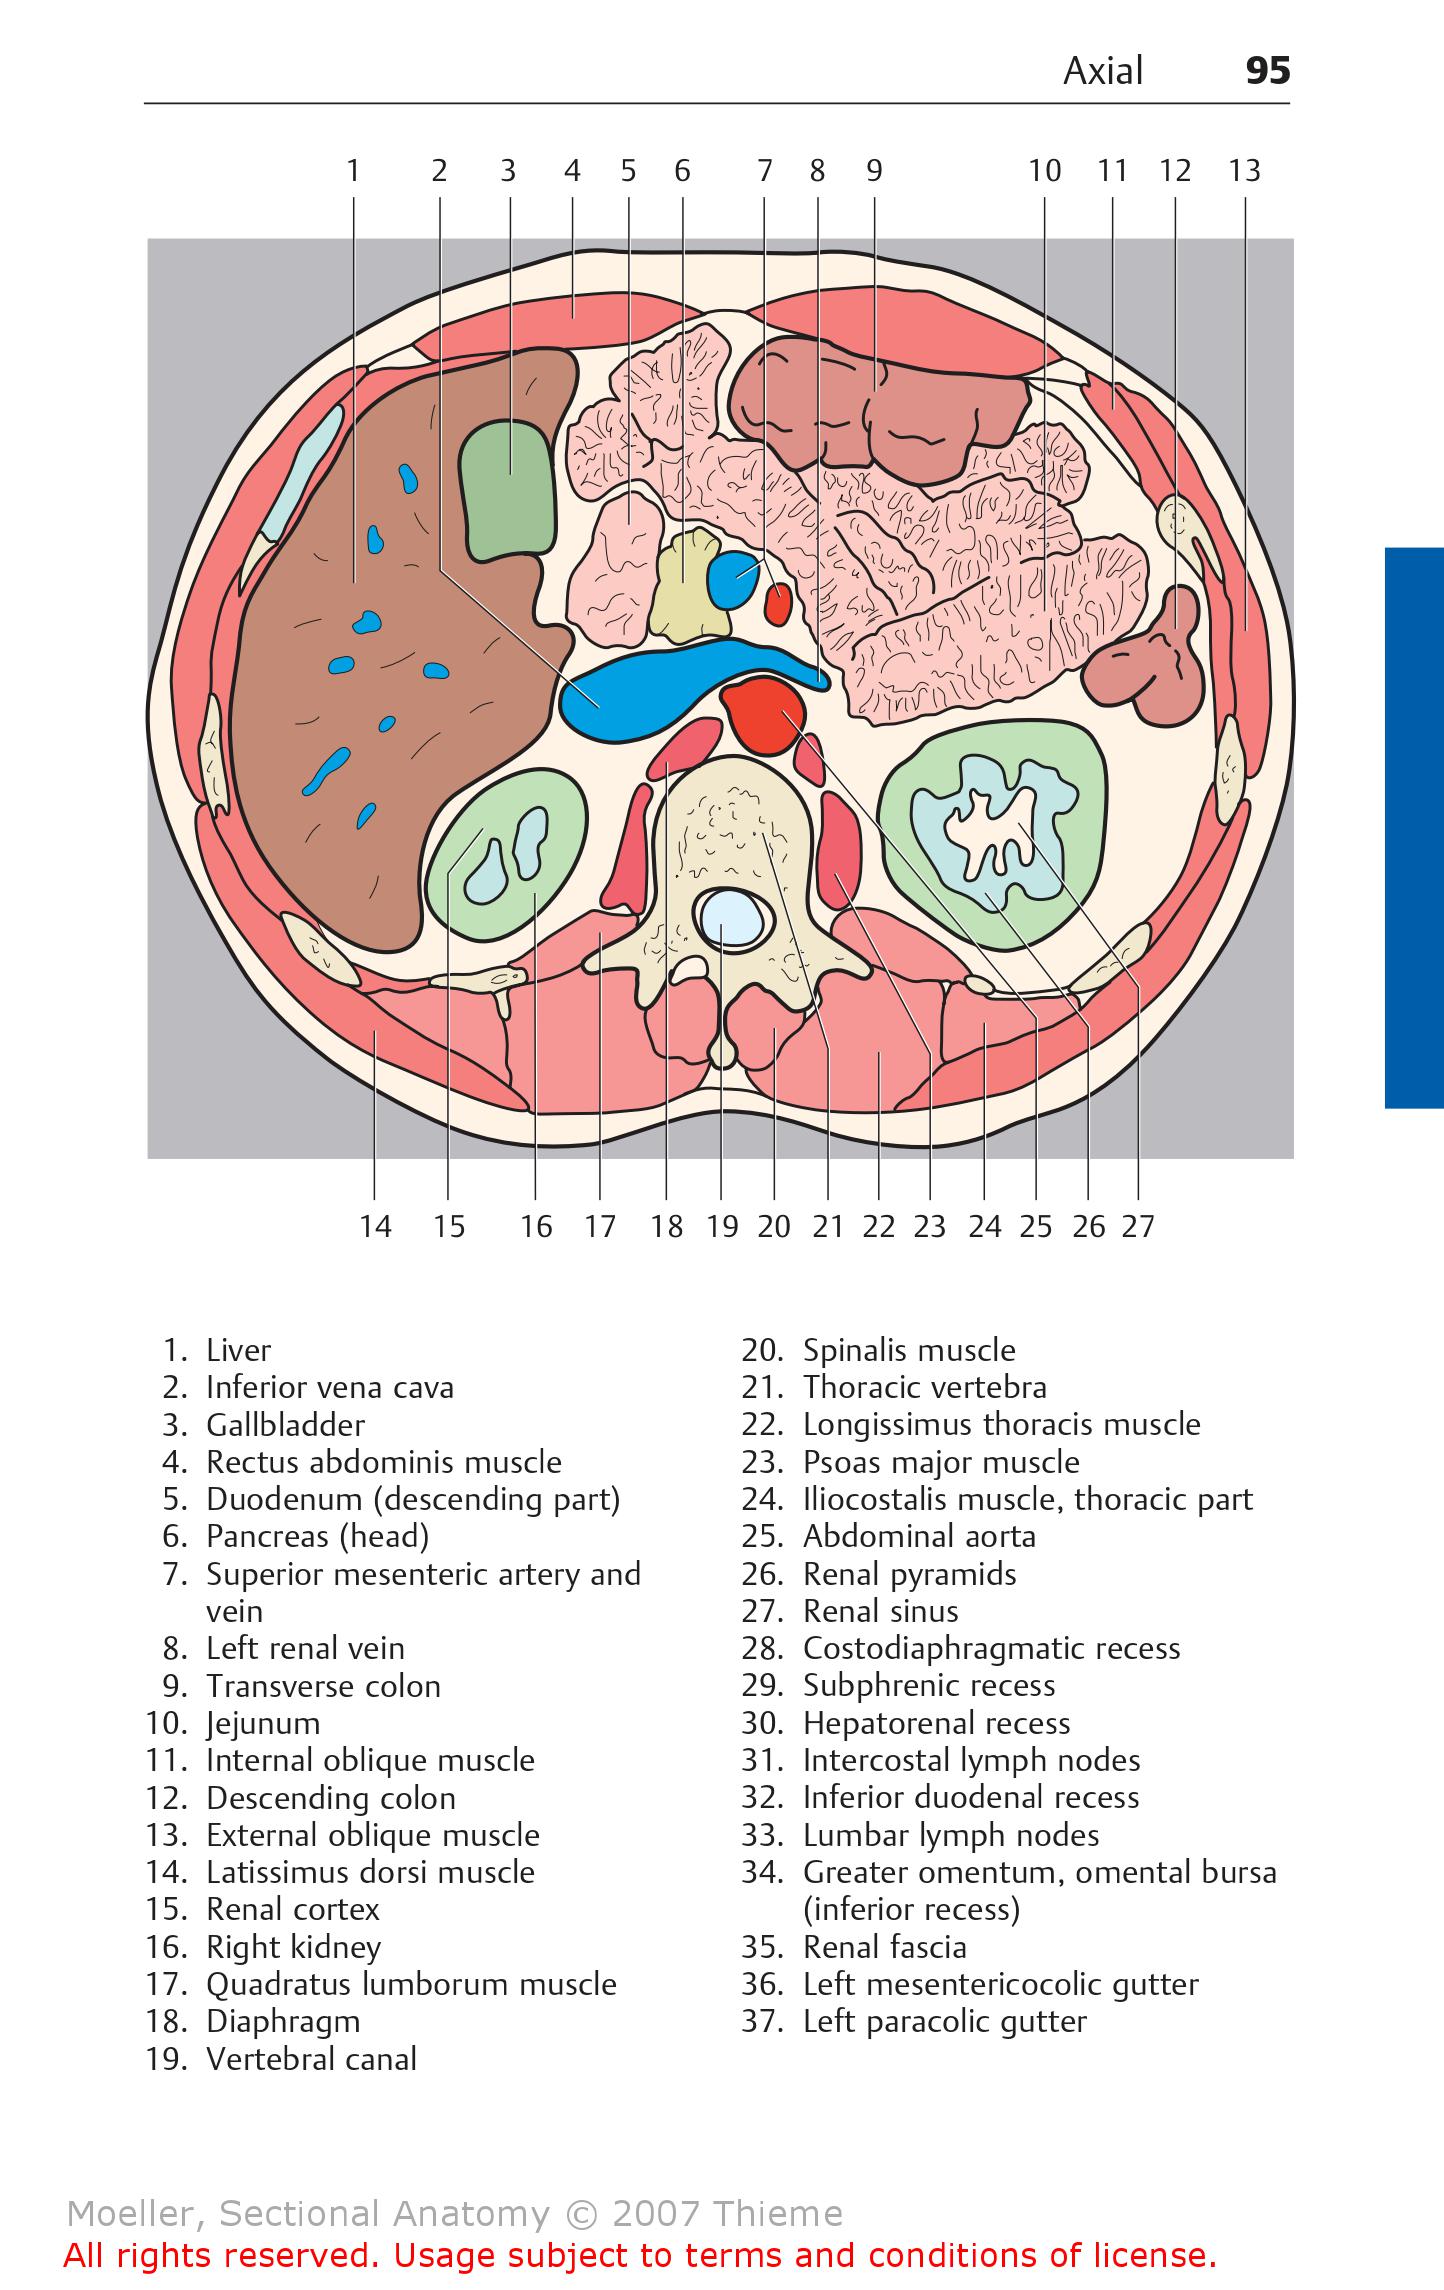 Axial 95
1 2 3 4 5 6 7 8 9 10 11 12 13
14 15 16 17 18 19 20 21 22 23 24 25 26 27
1. Liver
2. Inferior vena cava
3. Gallbladder
4. Rectus abdominis muscle
5. Duodenum (descending part)
6. Pancreas (head)
7. Superior mesenteric artery and
vein
8. Left renal vein
9. Transverse colon
10. Jejunum
11. Internal oblique muscle
12. Descending colon
13. External oblique muscle
14. Latissimus dorsi muscle
15. Renal cortex
16. Right kidney
17. Quadratus lumborum muscle
18. Diaphragm
19. Vertebral canal
20. Spinalis muscle
21. Thoracic vertebra
22. Longissimus thoracis muscle
23. Psoas major muscle
24. Iliocostalis muscle, thoracic part
25. Abdominal aorta
26. Renal pyramids
27. Renal sinus
28. Costodiaphragmatic recess
29. Subphrenic recess
30. Hepatorenal recess
31. Intercostal lymph nodes
32. Inferior duodenal recess
33. Lumbar lymph nodes
34. Greater omentum, omental bursa
(inferior recess)
35. Renal fascia
36. Left mesentericocolic gutter
37. Left paracolic gutter
Moeller, Sectional Anatomy © 2007 Thieme
All rights reserved. Usage subject to terms and conditions of license.